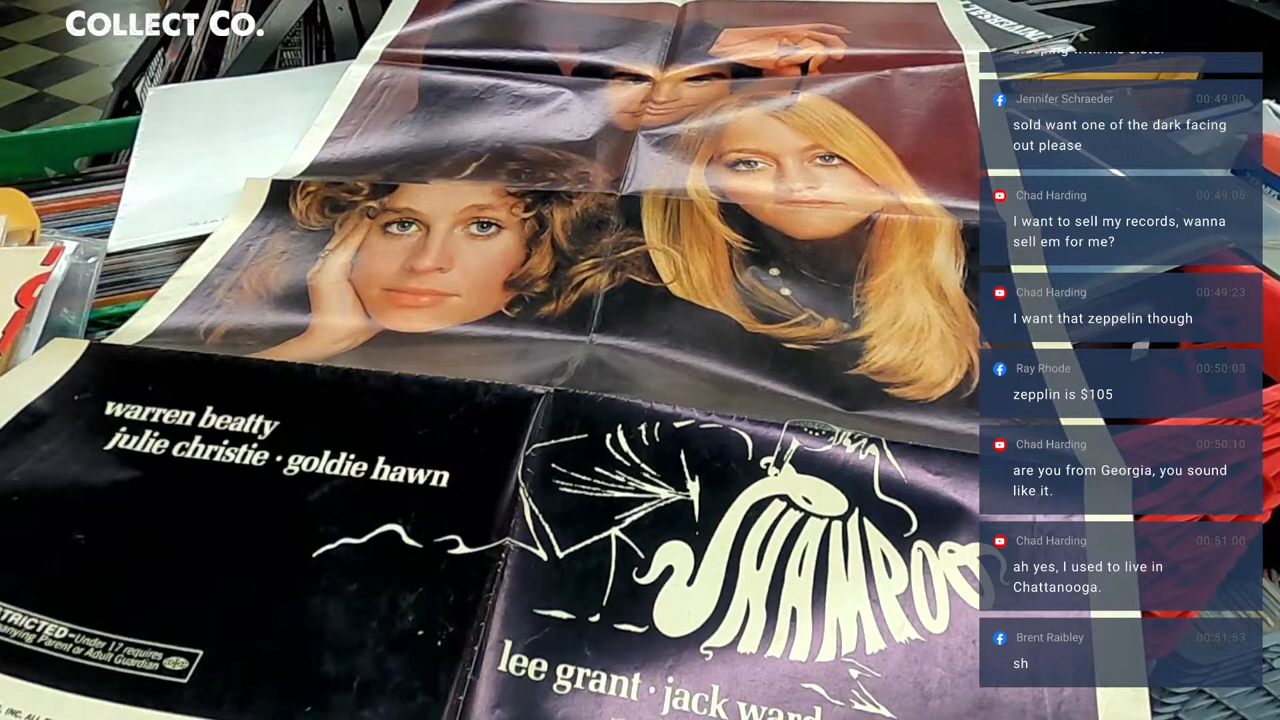 COLLECT CO.
warren beatty
julie christie · goldie hawn
SHAMPOO
lee grant · jack
Under 17 requires
Parent or Adult Guardian
Jennifer Schraeder 00:49:00
sold want one of the dark facing
out please
Chad Harding 00:49:06
I want to sell my records, wanna
sell em for me?
Chad Harding 00:49:23
I want that zeppelin though
Ray Rhode 00:50:03
zepplin is $105
Chad Harding 00:50:10
are you from Georgia, you sound
like it.
Chad Harding 00:51:00
ah yes, I used to live in
Chattanooga.
Brent Raibley 00:51:53
sh